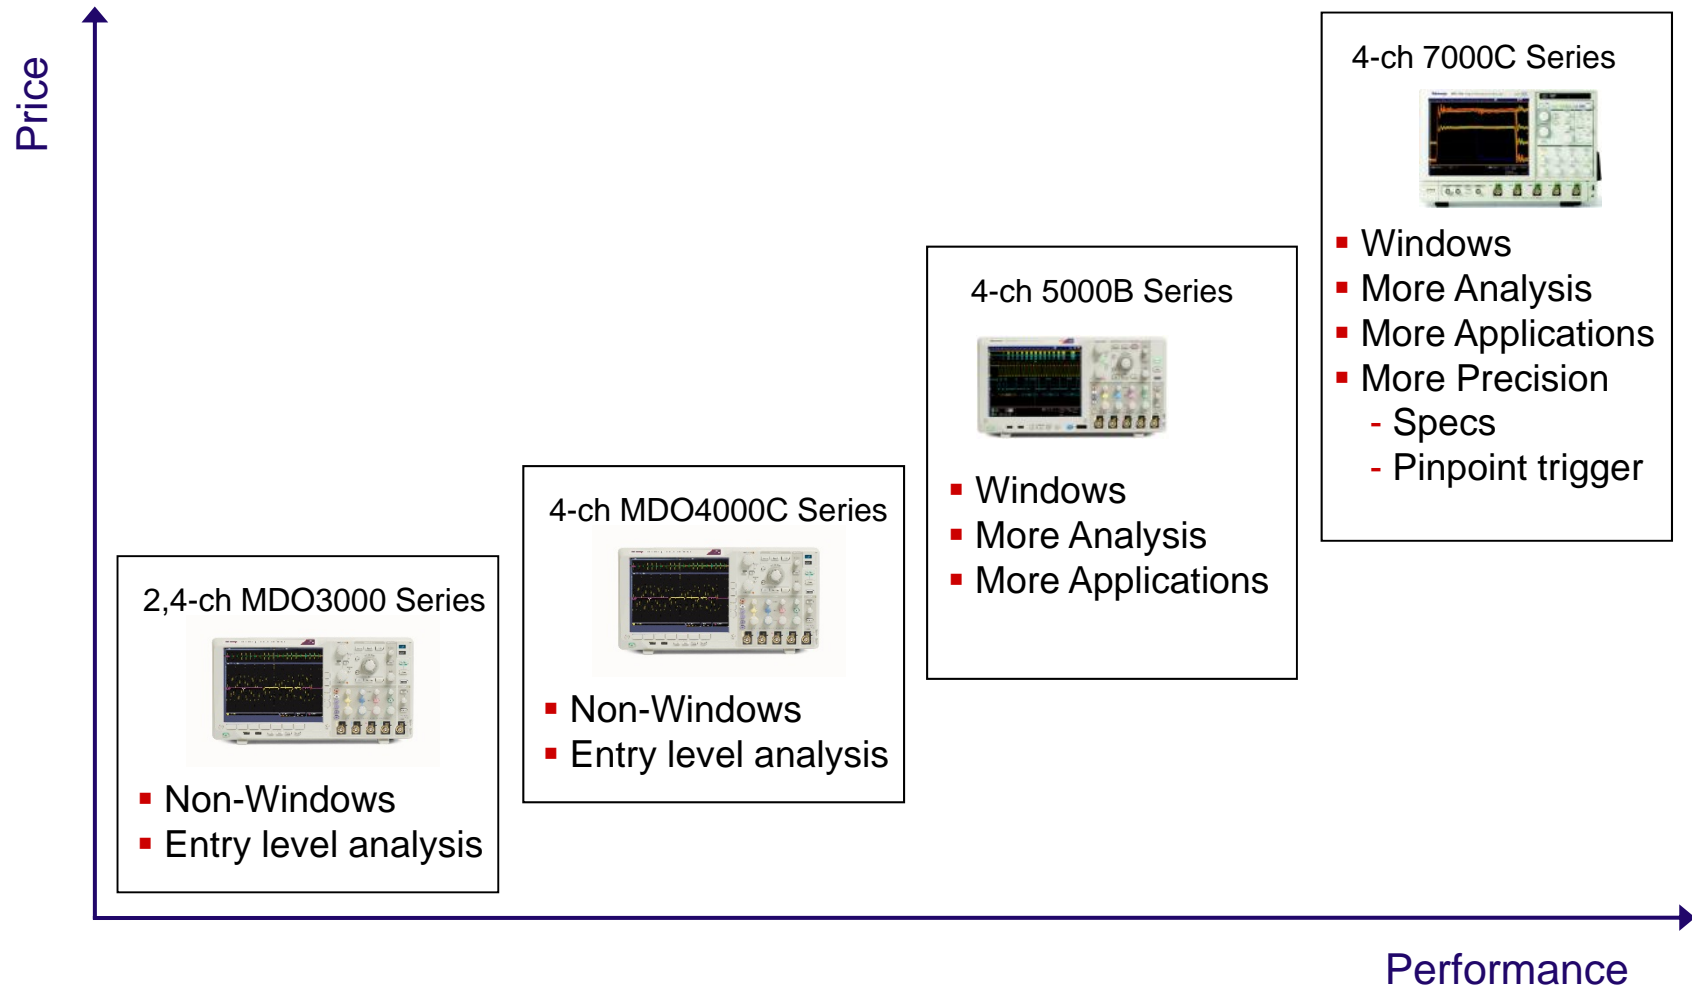 Price
4-ch 7000C Series
Windows
More Analysis
More Applications
More Precision
- Specs
- Pinpoint trigger
4-ch 5000B Series
Windows
More Analysis
More Applications
4-ch MDO4000C Series
Non-Windows
Entry level analysis
2,4-ch MDO3000 Series
Non-Windows
Entry level analysis
Performance